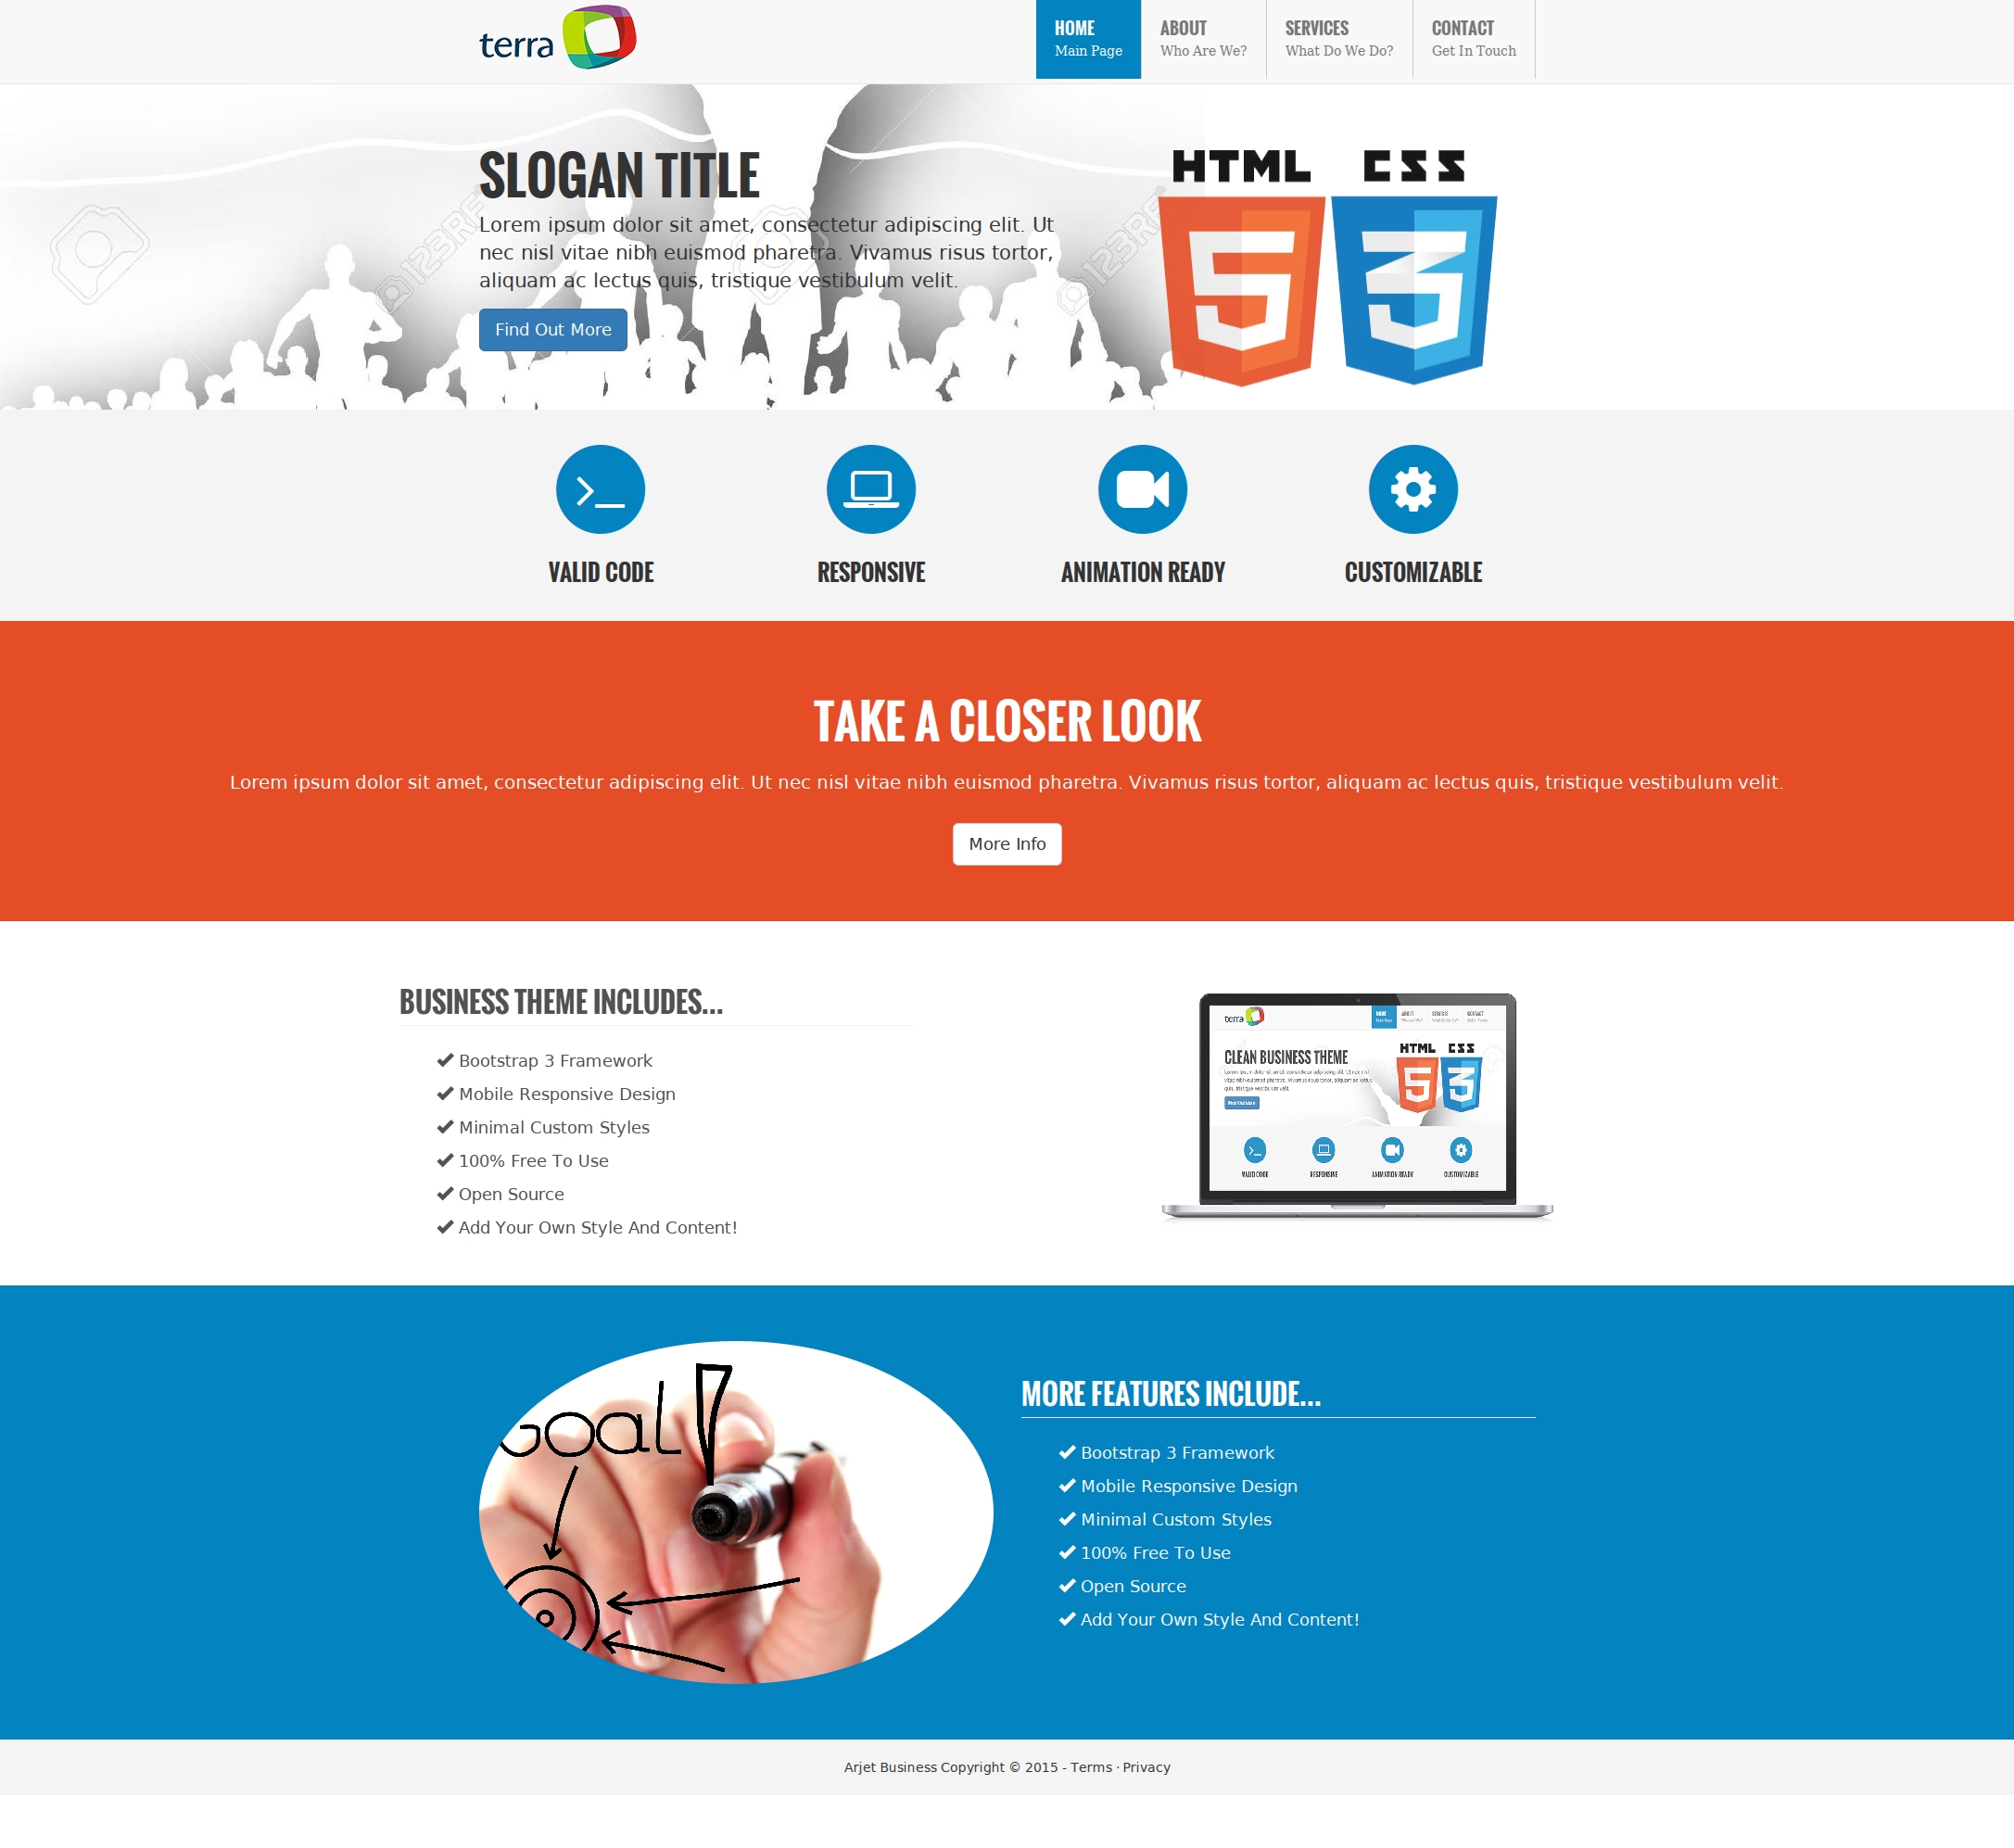 terra
HOME
Main Page
ABOUT
Who Are We?
SERVICES
What Do We Do?
CONTACT
Get In Touch
SLOGAN TITLE
Lorem ipsum dolor sit amet, consectetur adipiscing elit. Ut
nec nisl vitae nibh euismod pharetra. Vivamus risus tortor,
aliquam ac lectus quis, tristique vestibulum velit.
Find Out More
HTML CSS
5 3
VALID CODE
RESPONSIVE
ANIMATION READY
CUSTOMIZABLE
TAKE A CLOSER LOOK
Lorem ipsum dolor sit amet, consectetur adipiscing elit. Ut nec nisl vitae nibh euismod pharetra. Vivamus risus tortor, aliquam ac lectus quis, tristique vestibulum velit.
More Info
BUSINESS THEME INCLUDES...
Bootstrap 3 Framework
Mobile Responsive Design
Minimal Custom Styles
100% Free To Use
Open Source
Add Your Own Style And Content!
terra
HOME
ABOUT
SERVICES
CONTACT
CLEAN BUSINESS THEME
HTML CSS
5 3
VALID CODE
RESPONSIVE
ANIMATION READY
CUSTOMIZABLE
Goal!
MORE FEATURES INCLUDE...
Bootstrap 3 Framework
Mobile Responsive Design
Minimal Custom Styles
100% Free To Use
Open Source
Add Your Own Style And Content!
Arjet Business Copyright © 2015 - Terms · Privacy